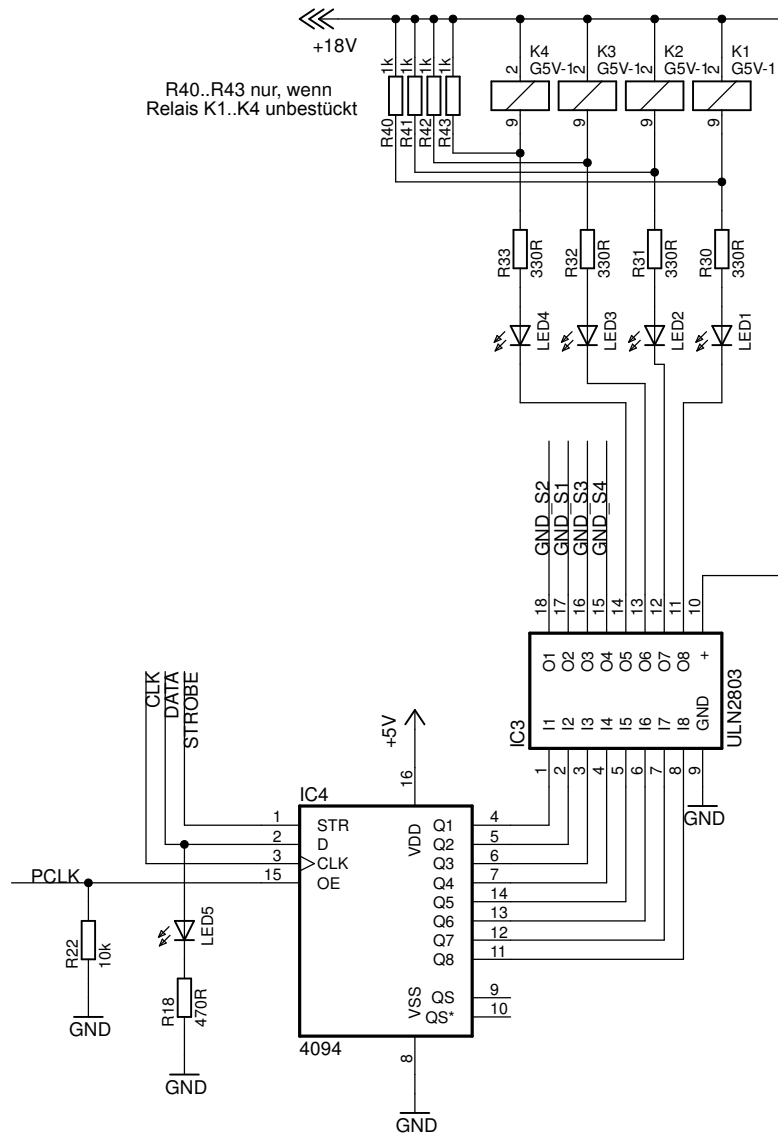 +18V
R40..R43 nur, wenn
Relais K1..K4 unbestückt
1k
1k
1k
1k
R40
R41
R42
R43
K4
G5V-1
2
9
K3
G5V-1
2
9
K2
G5V-1
2
9
K1
G5V-1
2
9
R33
330R
R32
330R
R31
330R
R30
330R
LED4
LED3
LED2
LED1
GND_S2
GND_S1
GND_S3
GND_S4
18
17
16
15
14
13
12
11
10
O1
O2
O3
O4
O5
O6
O7
O8
+
I1
I2
I3
I4
I5
I6
I7
I8
GND
IC3
ULN2803
1
2
3
4
5
6
7
8
9
GND
CLK
DATA
STROBE
+5V
16
IC4
1
STR
2
D
3
CLK
15
OE
VDD
Q1
4
Q2
5
Q3
6
Q4
7
Q5
14
Q6
13
Q7
12
Q8
11
QS
9
QS*
10
VSS
4094
8
GND
PCLK
R22
10k
GND
LED5
R18
470R
GND